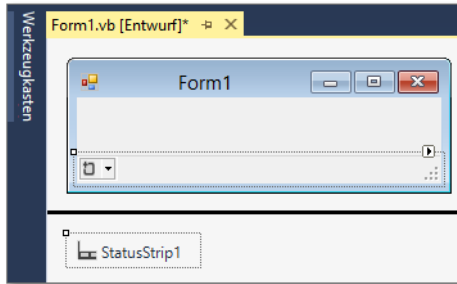 Werkzeugkasten
Form1.vb [Entwurf]*
Form1
StatusStrip1